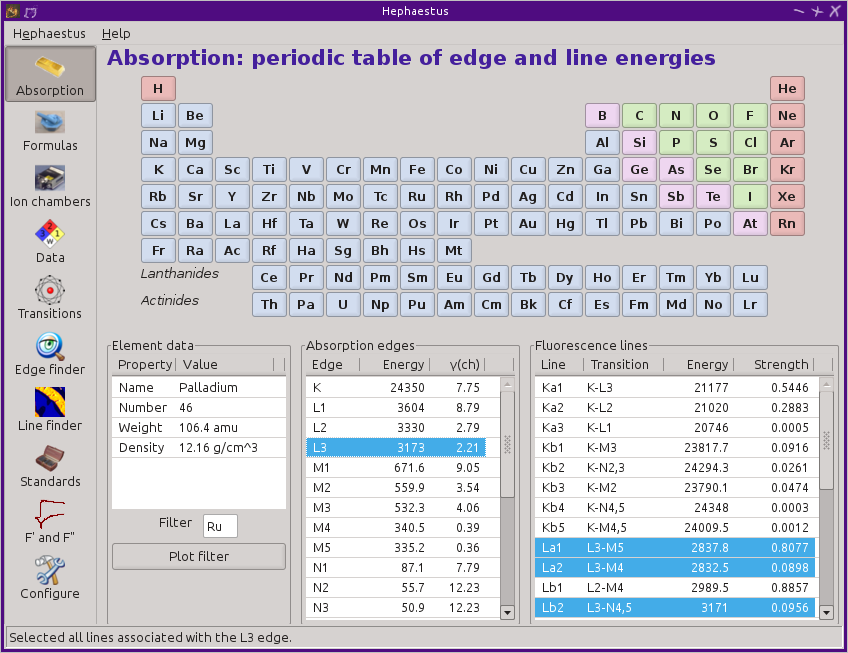 Hephaestus
Hephaestus Help
Absorption
Formulas
Ion chambers
Data
Transitions
Edge finder
Line finder
Standards
F' and F"
Configure
Absorption: periodic table of edge and line energies
H He
Li Be B C N O F Ne
Na Mg Al Si P S Cl Ar
K Ca Sc Ti V Cr Mn Fe Co Ni Cu Zn Ga Ge As Se Br Kr
Rb Sr Y Zr Nb Mo Tc Ru Rh Pd Ag Cd In Sn Sb Te I Xe
Cs Ba La Hf Ta W Re Os Ir Pt Au Hg Tl Pb Bi Po At Rn
Fr Ra Ac Rf Ha Sg Bh Hs Mt
Lanthanides Ce Pr Nd Pm Sm Eu Gd Tb Dy Ho Er Tm Yb Lu
Actinides Th Pa U Np Pu Am Cm Bk Cf Es Fm Md No Lr
Element data
Property Value
Name Palladium
Number 46
Weight 106.4 amu
Density 12.16 g/cm^3
Filter Ru
Plot filter
Absorption edges
Edge Energy γ(ch)
K 24350 7.75
L1 3604 8.79
L2 3330 2.79
L3 3173 2.21
M1 671.6 9.05
M2 559.9 3.54
M3 532.3 4.06
M4 340.5 0.39
M5 335.2 0.36
N1 87.1 7.79
N2 55.7 12.23
N3 50.9 12.23
Fluorescence lines
Line Transition Energy Strength
Ka1 K-L3 21177 0.5446
Ka2 K-L2 21020 0.2883
Ka3 K-L1 20746 0.0005
Kb1 K-M3 23817.7 0.0916
Kb2 K-N2,3 24294.3 0.0261
Kb3 K-M2 23790.1 0.0474
Kb4 K-N4,5 24348 0.0003
Kb5 K-M4,5 24009.5 0.0012
La1 L3-M5 2837.8 0.8077
La2 L3-M4 2832.5 0.0898
Lb1 L2-M4 2989.5 0.8857
Lb2 L3-N4,5 3171 0.0956
Selected all lines associated with the L3 edge.